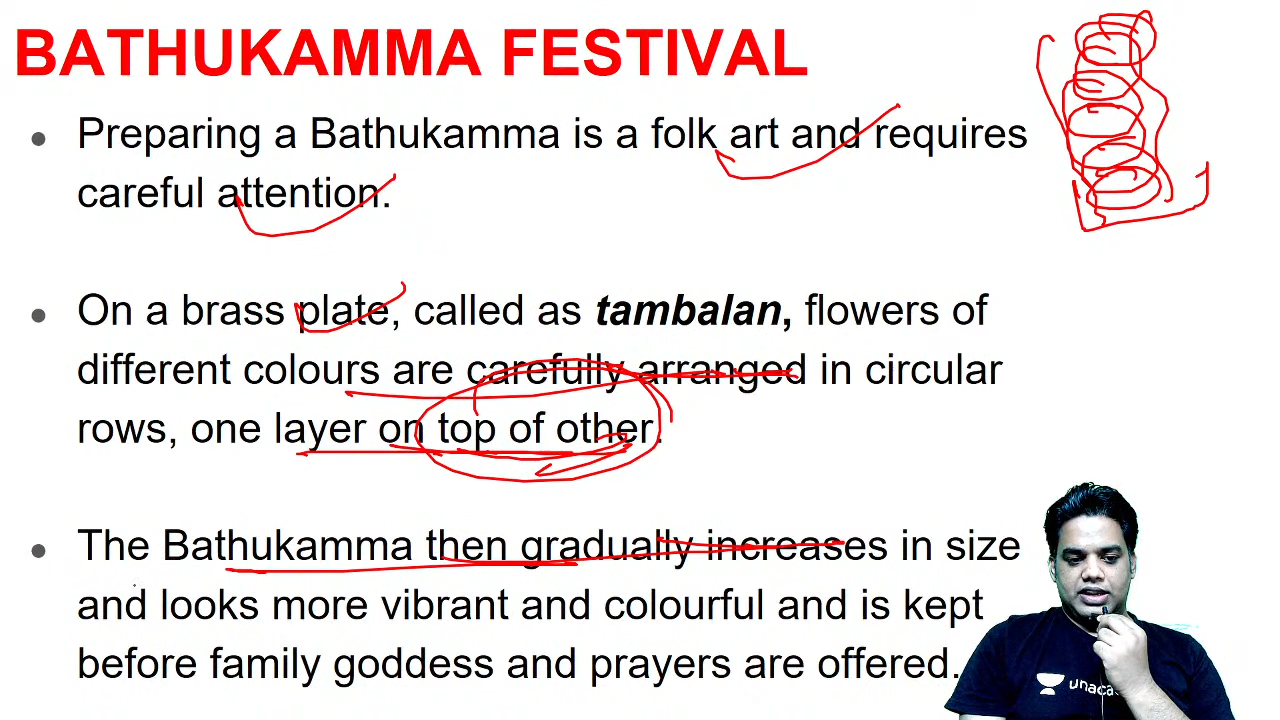 BATHUKAMMA FESTIVAL
● Preparing a Bathukamma is a folk art and requires
careful attention.
● On a brass plate, called as tambalan, flowers of
different colours are carefully arranged in circular
rows, one layer on top of other.
● The Bathukamma then gradually increases in size
and looks more vibrant and colourful and is kept
before family goddess and prayers are offered.